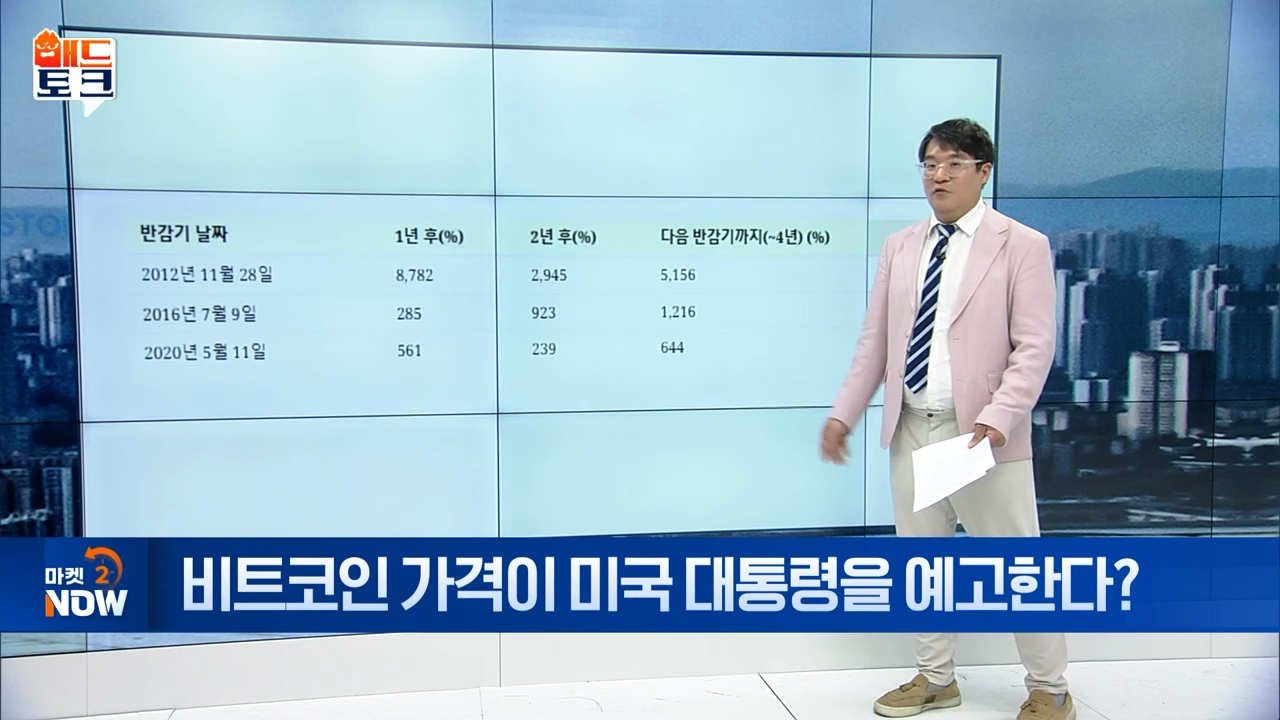 매드
토크
STO
반감기 날짜 1년 후(%) 2년 후(%) 다음 반감기까지(~4년) (%)
2012년 11월 28일 8,782 2,945 5,156
2016년 7월 9일 285 923 1,216
2020년 5월 11일 561 239 644
마켓 2
NOW
비트코인 가격이 미국 대통령을 예고한다?